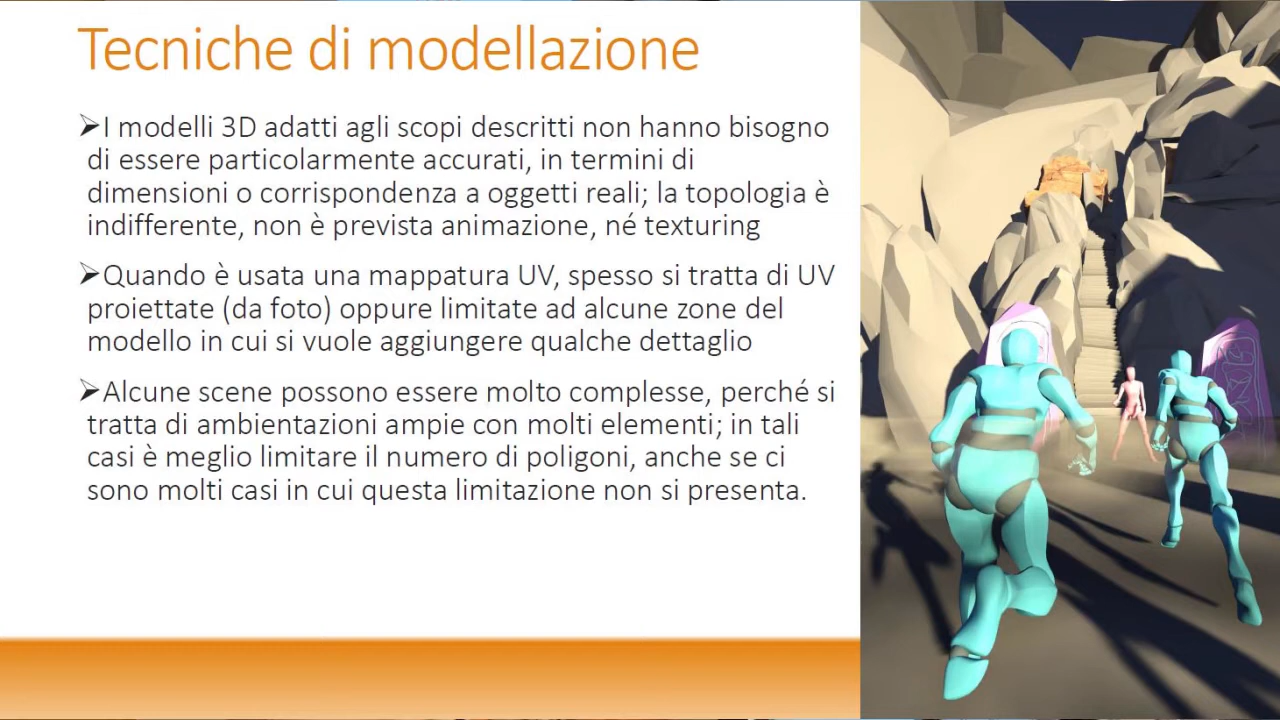 Tecniche di modellazione
➢I modelli 3D adatti agli scopi descritti non hanno bisogno
di essere particolarmente accurati, in termini di
dimensioni o corrispondenza a oggetti reali; la topologia è
indifferente, non è prevista animazione, né texturing
➢Quando è usata una mappatura UV, spesso si tratta di UV
proiettate (da foto) oppure limitate ad alcune zone del
modello in cui si vuole aggiungere qualche dettaglio
➢Alcune scene possono essere molto complesse, perché si
tratta di ambientazioni ampie con molti elementi; in tali
casi è meglio limitare il numero di poligoni, anche se ci
sono molti casi in cui questa limitazione non si presenta.